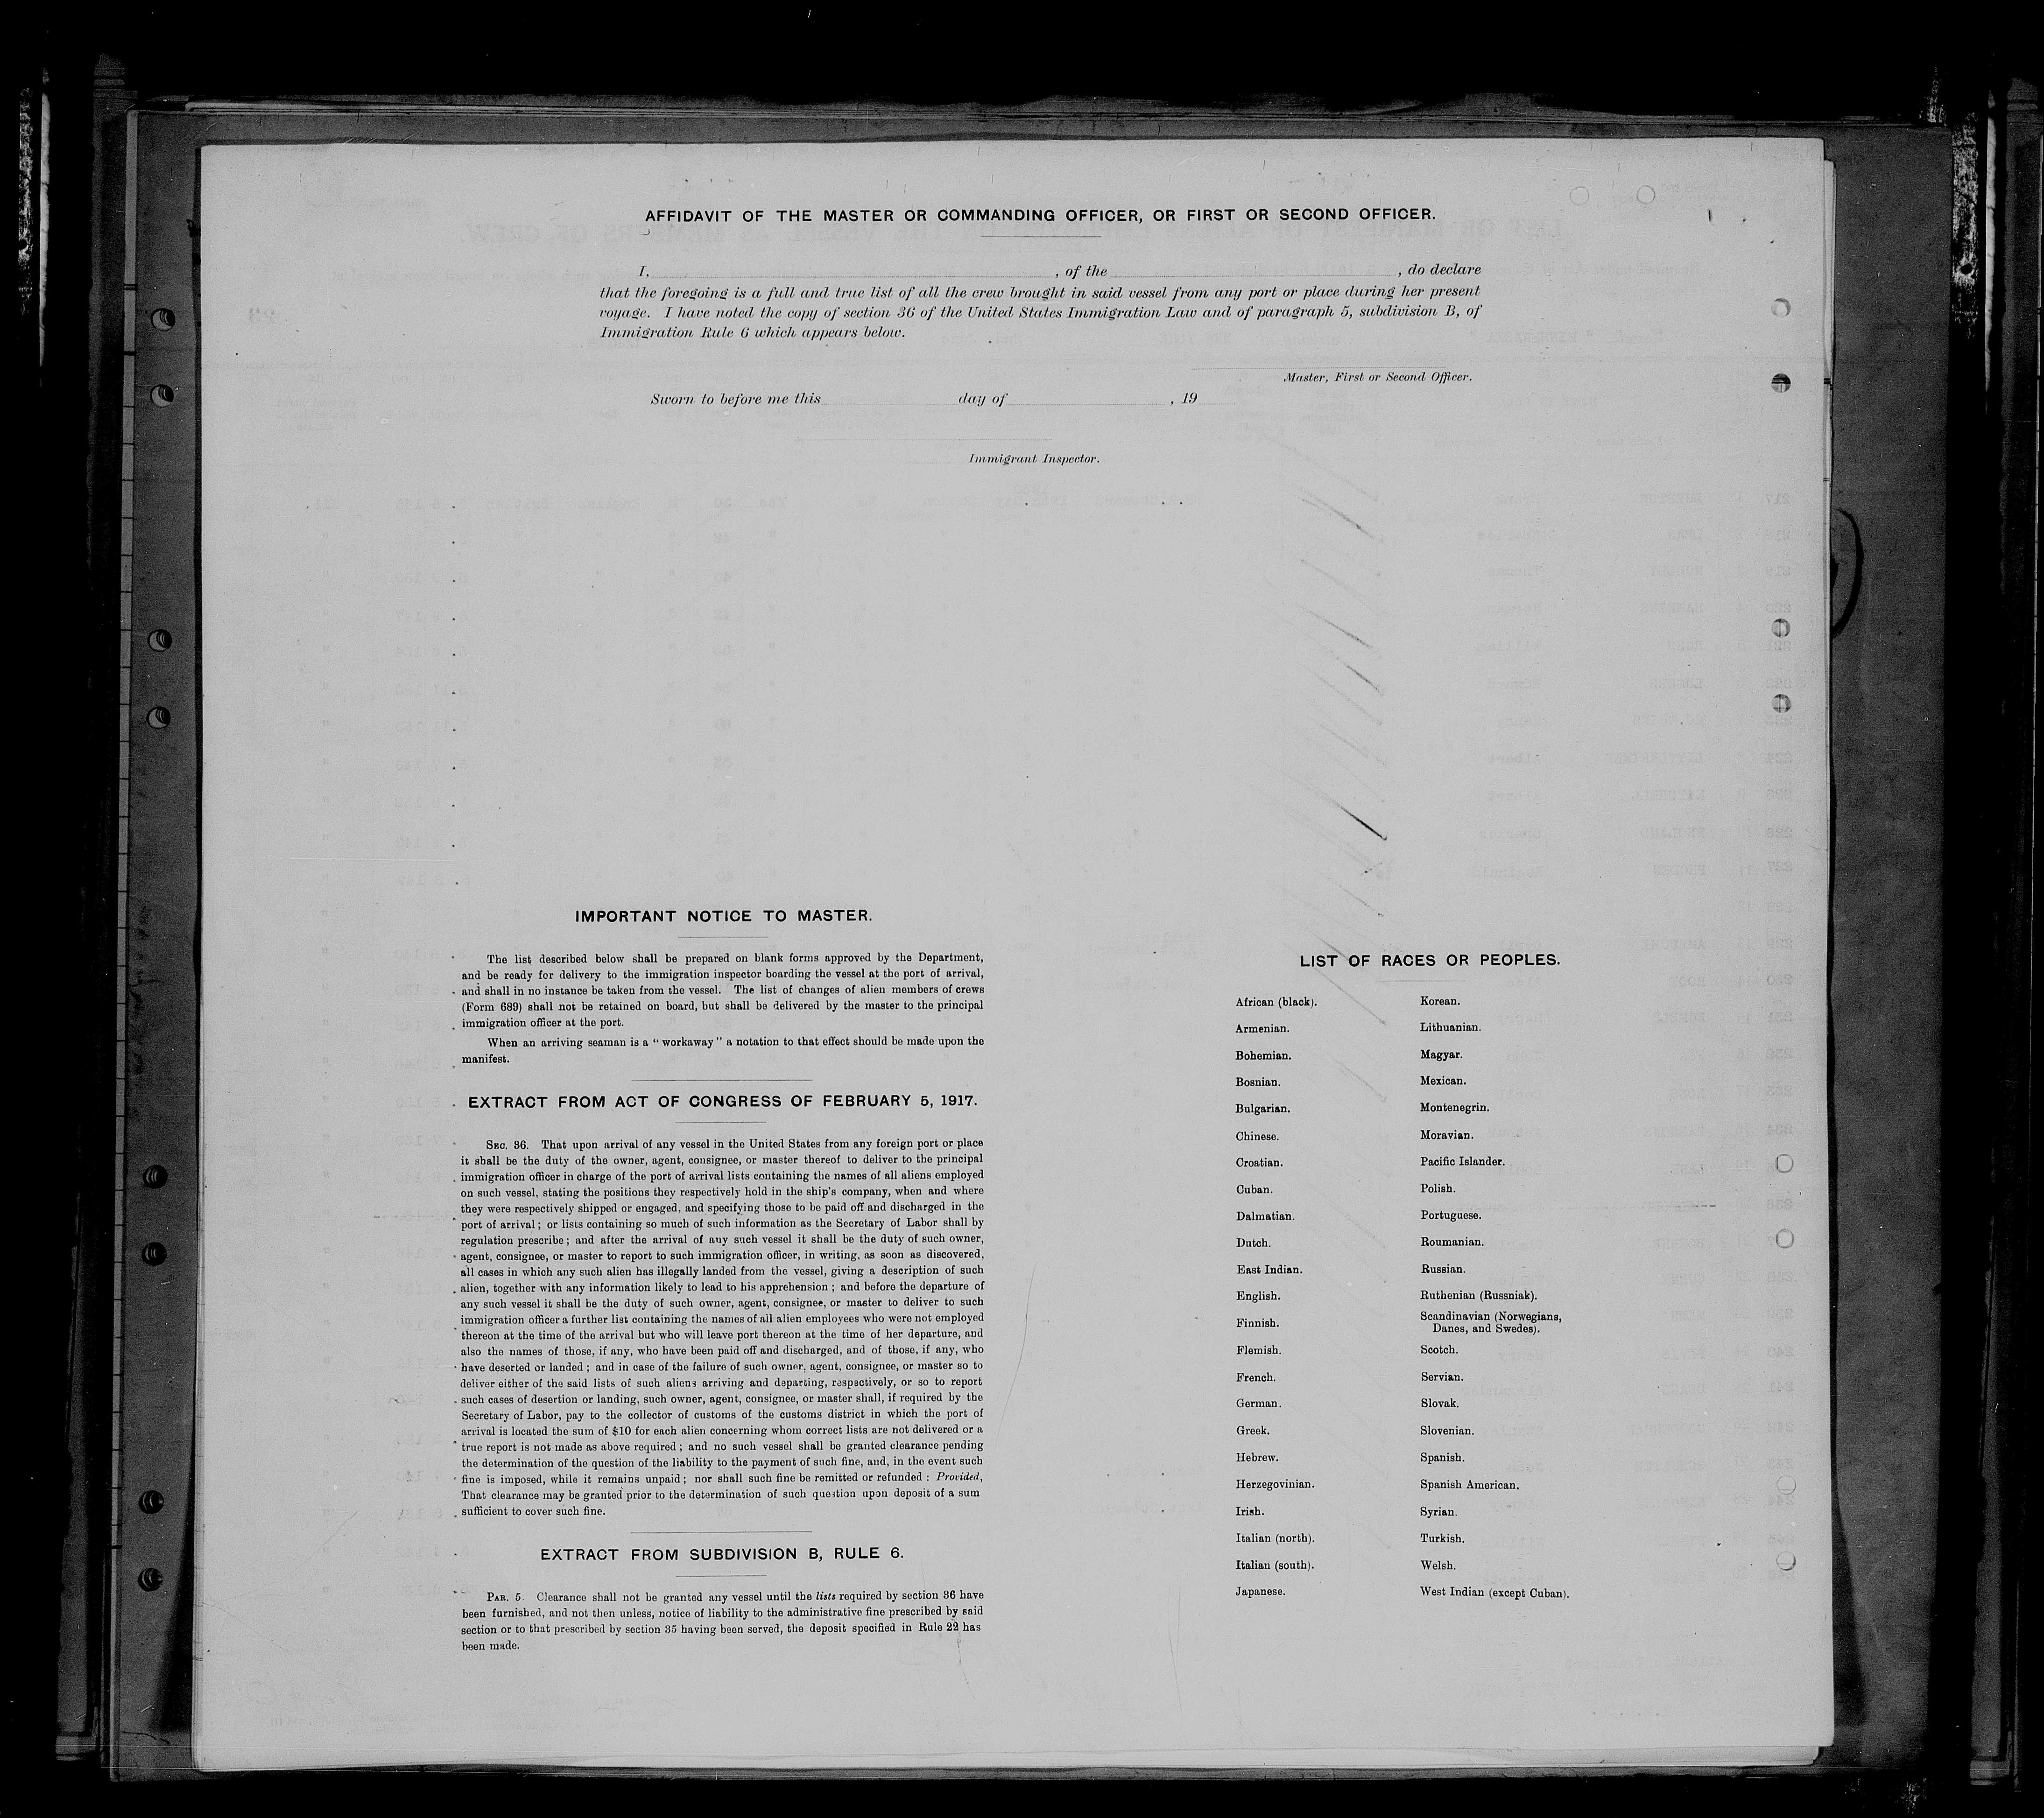 AFFIDAVIT OF THE MASTER OR COMMANDING OFFICER, OR FIRST OR SECOND OFFICER.
I, , of the , do declare
that the foregoing is a full and true list of all the crew brought in said vessel from any port or place during her present
voyage. I have noted the copy of section 36 of the United States Immigration Law and of paragraph 5, subdivision B, of
Immigration Rule 6 which appears below.
Master, First or Second Officer.
Sworn to before me this day of , 19
Immigrant Inspector.
IMPORTANT NOTICE TO MASTER.
The list described below shall be prepared on blank forms approved by the Department,
and be ready for delivery to the immigration inspector boarding the vessel at the port of arrival,
and shall in no instance be taken from the vessel. The list of changes of alien members of crews
(Form 689) shall not be retained on board, but shall be delivered by the master to the principal
immigration officer at the port.
When an arriving seaman is a "workaway" a notation to that effect should be made upon the
manifest.
EXTRACT FROM ACT OF CONGRESS OF FEBRUARY 5, 1917.
SEC. 36. That upon arrival of any vessel in the United States from any foreign port or place
it shall be the duty of the owner, agent, consignee, or master thereof to deliver to the principal
immigration officer in charge of the port of arrival lists containing the names of all aliens employed
on such vessel, stating the positions they respectively hold in the ship's company, when and where
they were respectively shipped or engaged, and specifying those to be paid off and discharged in the
port of arrival; or lists containing so much of such information as the Secretary of Labor shall by
regulation prescribe; and after the arrival of any such vessel it shall be the duty of such owner,
agent, consignee, or master to report to such immigration officer, in writing, as soon as discovered,
all cases in which any such alien has illegally landed from the vessel, giving a description of such
alien, together with any information likely to lead to his apprehension; and before the departure of
any such vessel it shall be the duty of such owner, agent, consignee, or master to deliver to such
immigration officer a further list containing the names of all alien employees who were not employed
thereon at the time of the arrival but who will leave port thereon at the time of her departure, and
also the names of those, if any, who have been paid off and discharged, and of those, if any, who
have deserted or landed; and in case of the failure of such owner, agent, consignee, or master so to
deliver either of the said lists of such aliens arriving and departing, respectively, or so to report
such cases of desertion or landing, such owner, agent, consignee, or master shall, if required by the
Secretary of Labor, pay to the collector of customs of the customs district in which the port of
arrival is located the sum of $10 for each alien concerning whom correct lists are not delivered or a
true report is not made as above required; and no such vessel shall be granted clearance pending
the determination of the question of the liability to the payment of such fine, and, in the event such
fine is imposed, while it remains unpaid; nor shall such fine be remitted or refunded: Provided,
That clearance may be granted prior to the determination of such question upon deposit of a sum
sufficient to cover such fine.
EXTRACT FROM SUBDIVISION B, RULE 6.
PAR. 5. Clearance shall not be granted any vessel until the lists required by section 36 have
been furnished, and not then unless, notice of liability to the administrative fine prescribed by said
section or to that prescribed by section 35 having been served, the deposit specified in Rule 22 has
been made.
LIST OF RACES OR PEOPLES.
African (black).
Armenian.
Bohemian.
Bosnian.
Bulgarian.
Chinese.
Croatian.
Cuban.
Dalmatian.
Dutch.
East Indian.
English.
Finnish.
Flemish.
French.
German.
Greek.
Hebrew.
Herzegovinian.
Irish.
Italian (north).
Italian (south).
Japanese.
Korean.
Lithuanian.
Magyar.
Mexican.
Montenegrin.
Moravian.
Pacific Islander.
Polish.
Portuguese.
Roumanian.
Russian.
Ruthenian (Russniak).
Scandinavian (Norwegians,
Danes, and Swedes).
Scotch.
Servian.
Slovak.
Slovenian.
Spanish.
Spanish American.
Syrian.
Turkish.
Welsh.
West Indian (except Cuban).